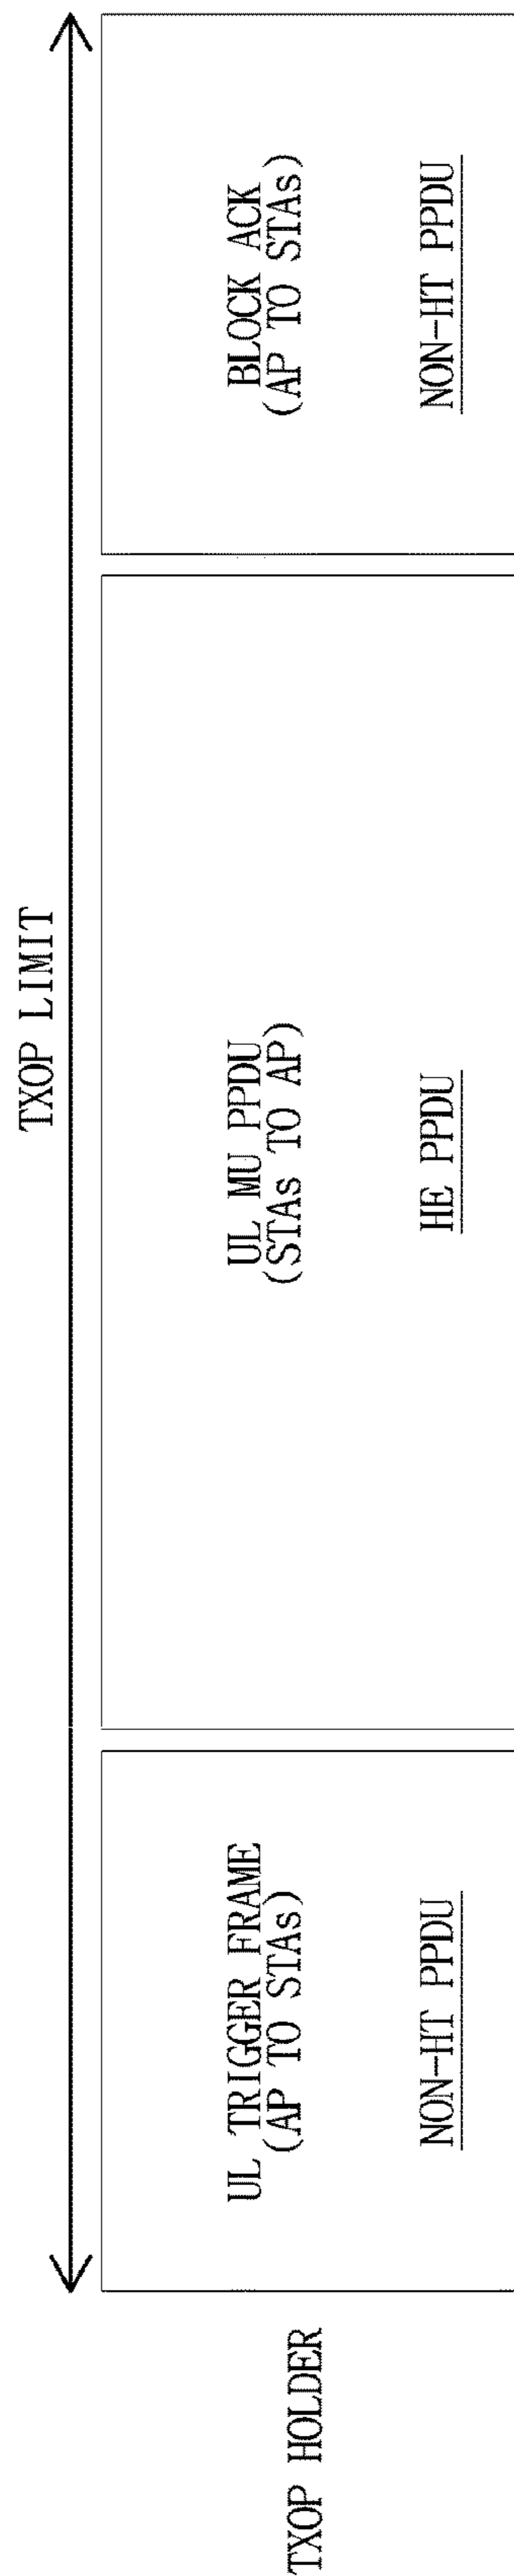 TXOP LIMIT
TXOP HOLDER
UL TRIGGER FRAME
(AP TO STAs)
NON-HT PPDU
UL MU PPDU
(STAs TO AP)
HE PPDU
BLOCK ACK
(AP TO STAs)
NON-HT PPDU